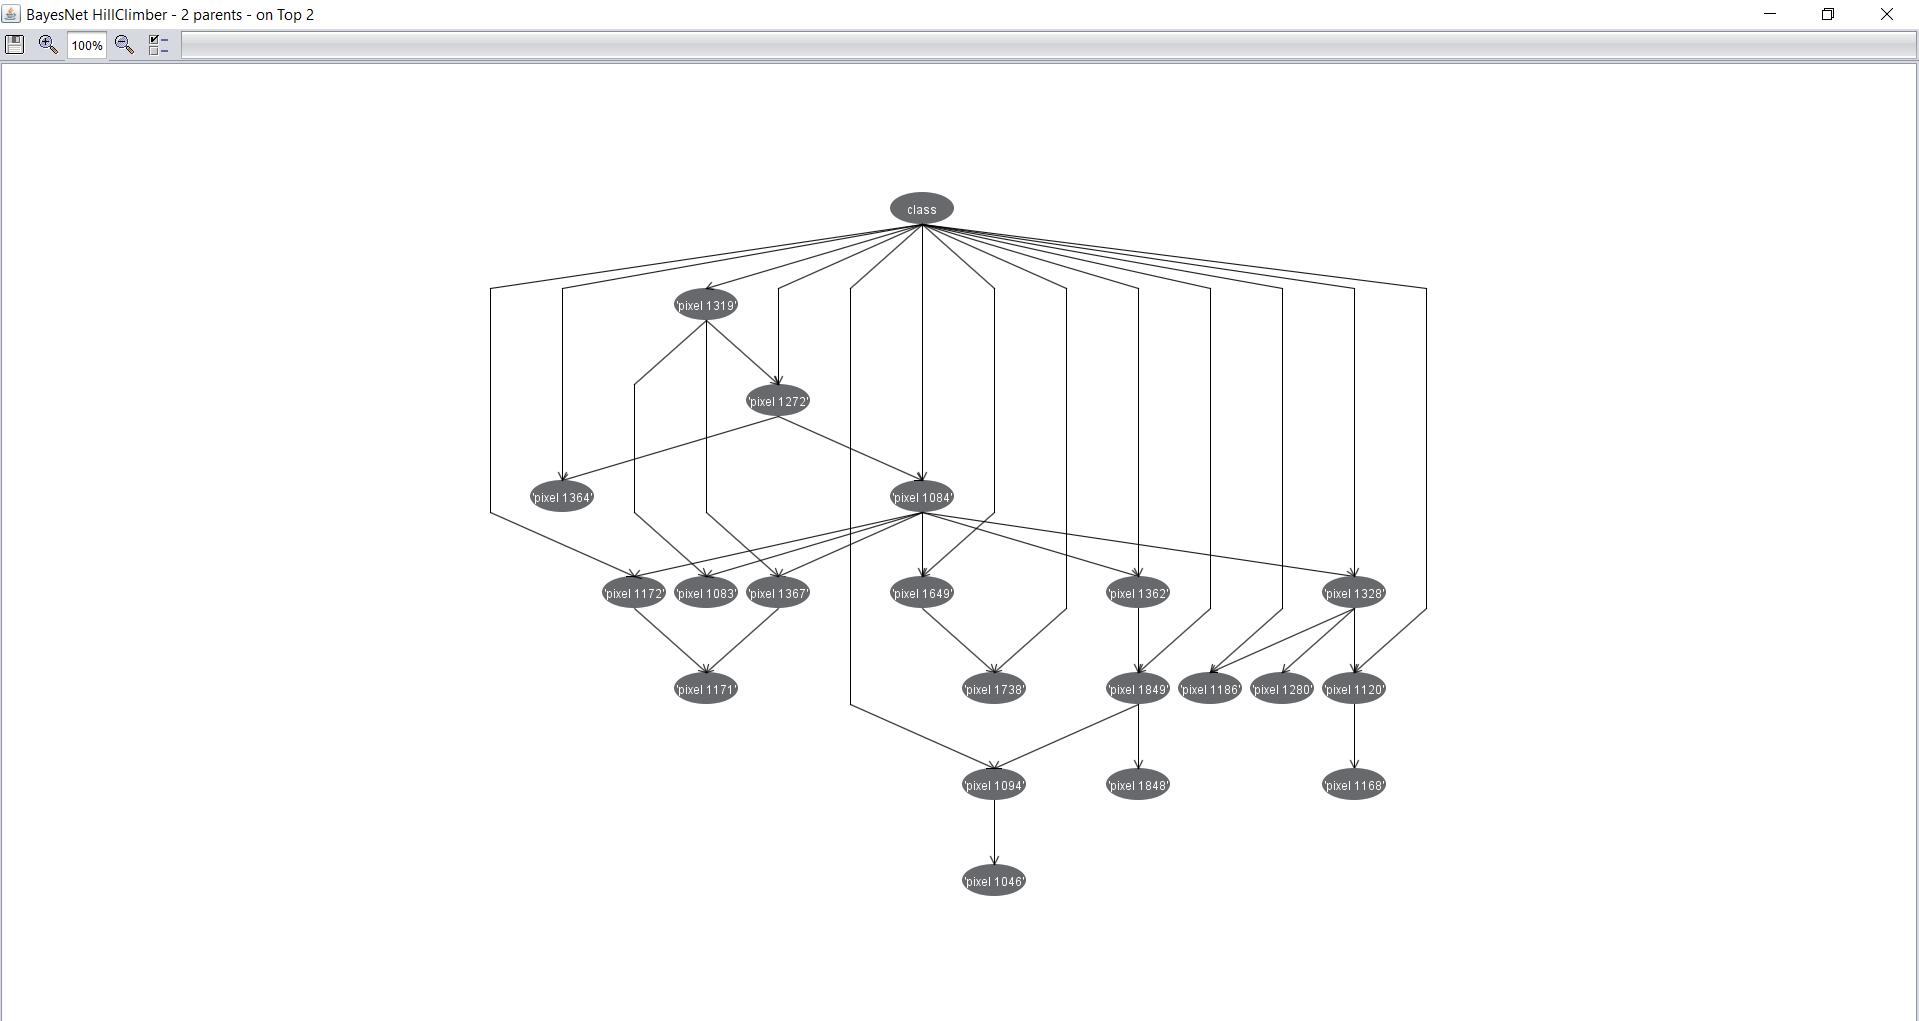 BayesNet HillClimber - 2 parents - on Top 2
100%
class
'pixel 1319'
'pixel 1272'
'pixel 1364' 'pixel 1084'
'pixel 1172' 'pixel 1083' 'pixel 1367' 'pixel 1649' 'pixel 1362' 'pixel 1328'
'pixel 1171' 'pixel 1738' 'pixel 1849' 'pixel 1186' 'pixel 1280' 'pixel 1120'
'pixel 1094' 'pixel 1848' 'pixel 1168'
'pixel 1046'